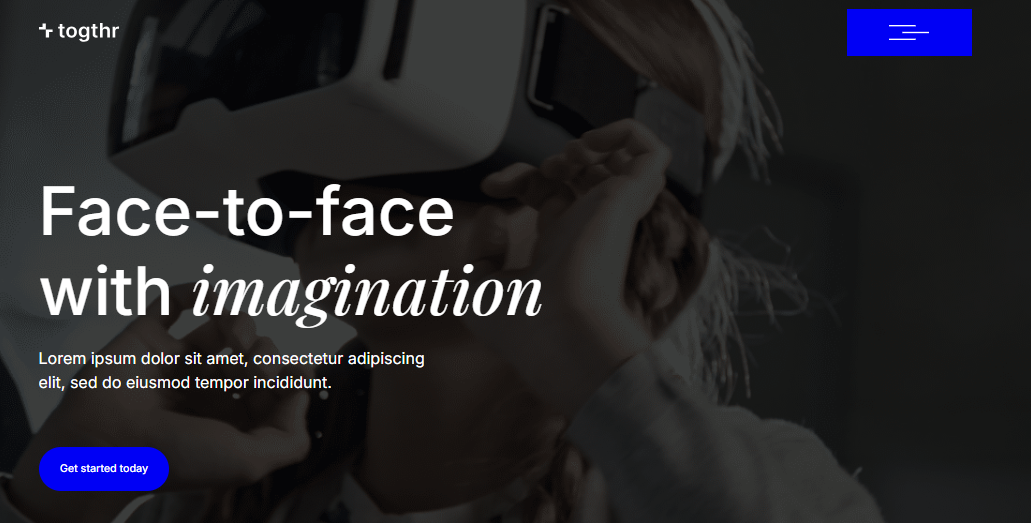 togthr
Face-to-face
with imagination
Lorem ipsum dolor sit amet, consectetur adipiscing
elit, sed do eiusmod tempor incididunt.
Get started today